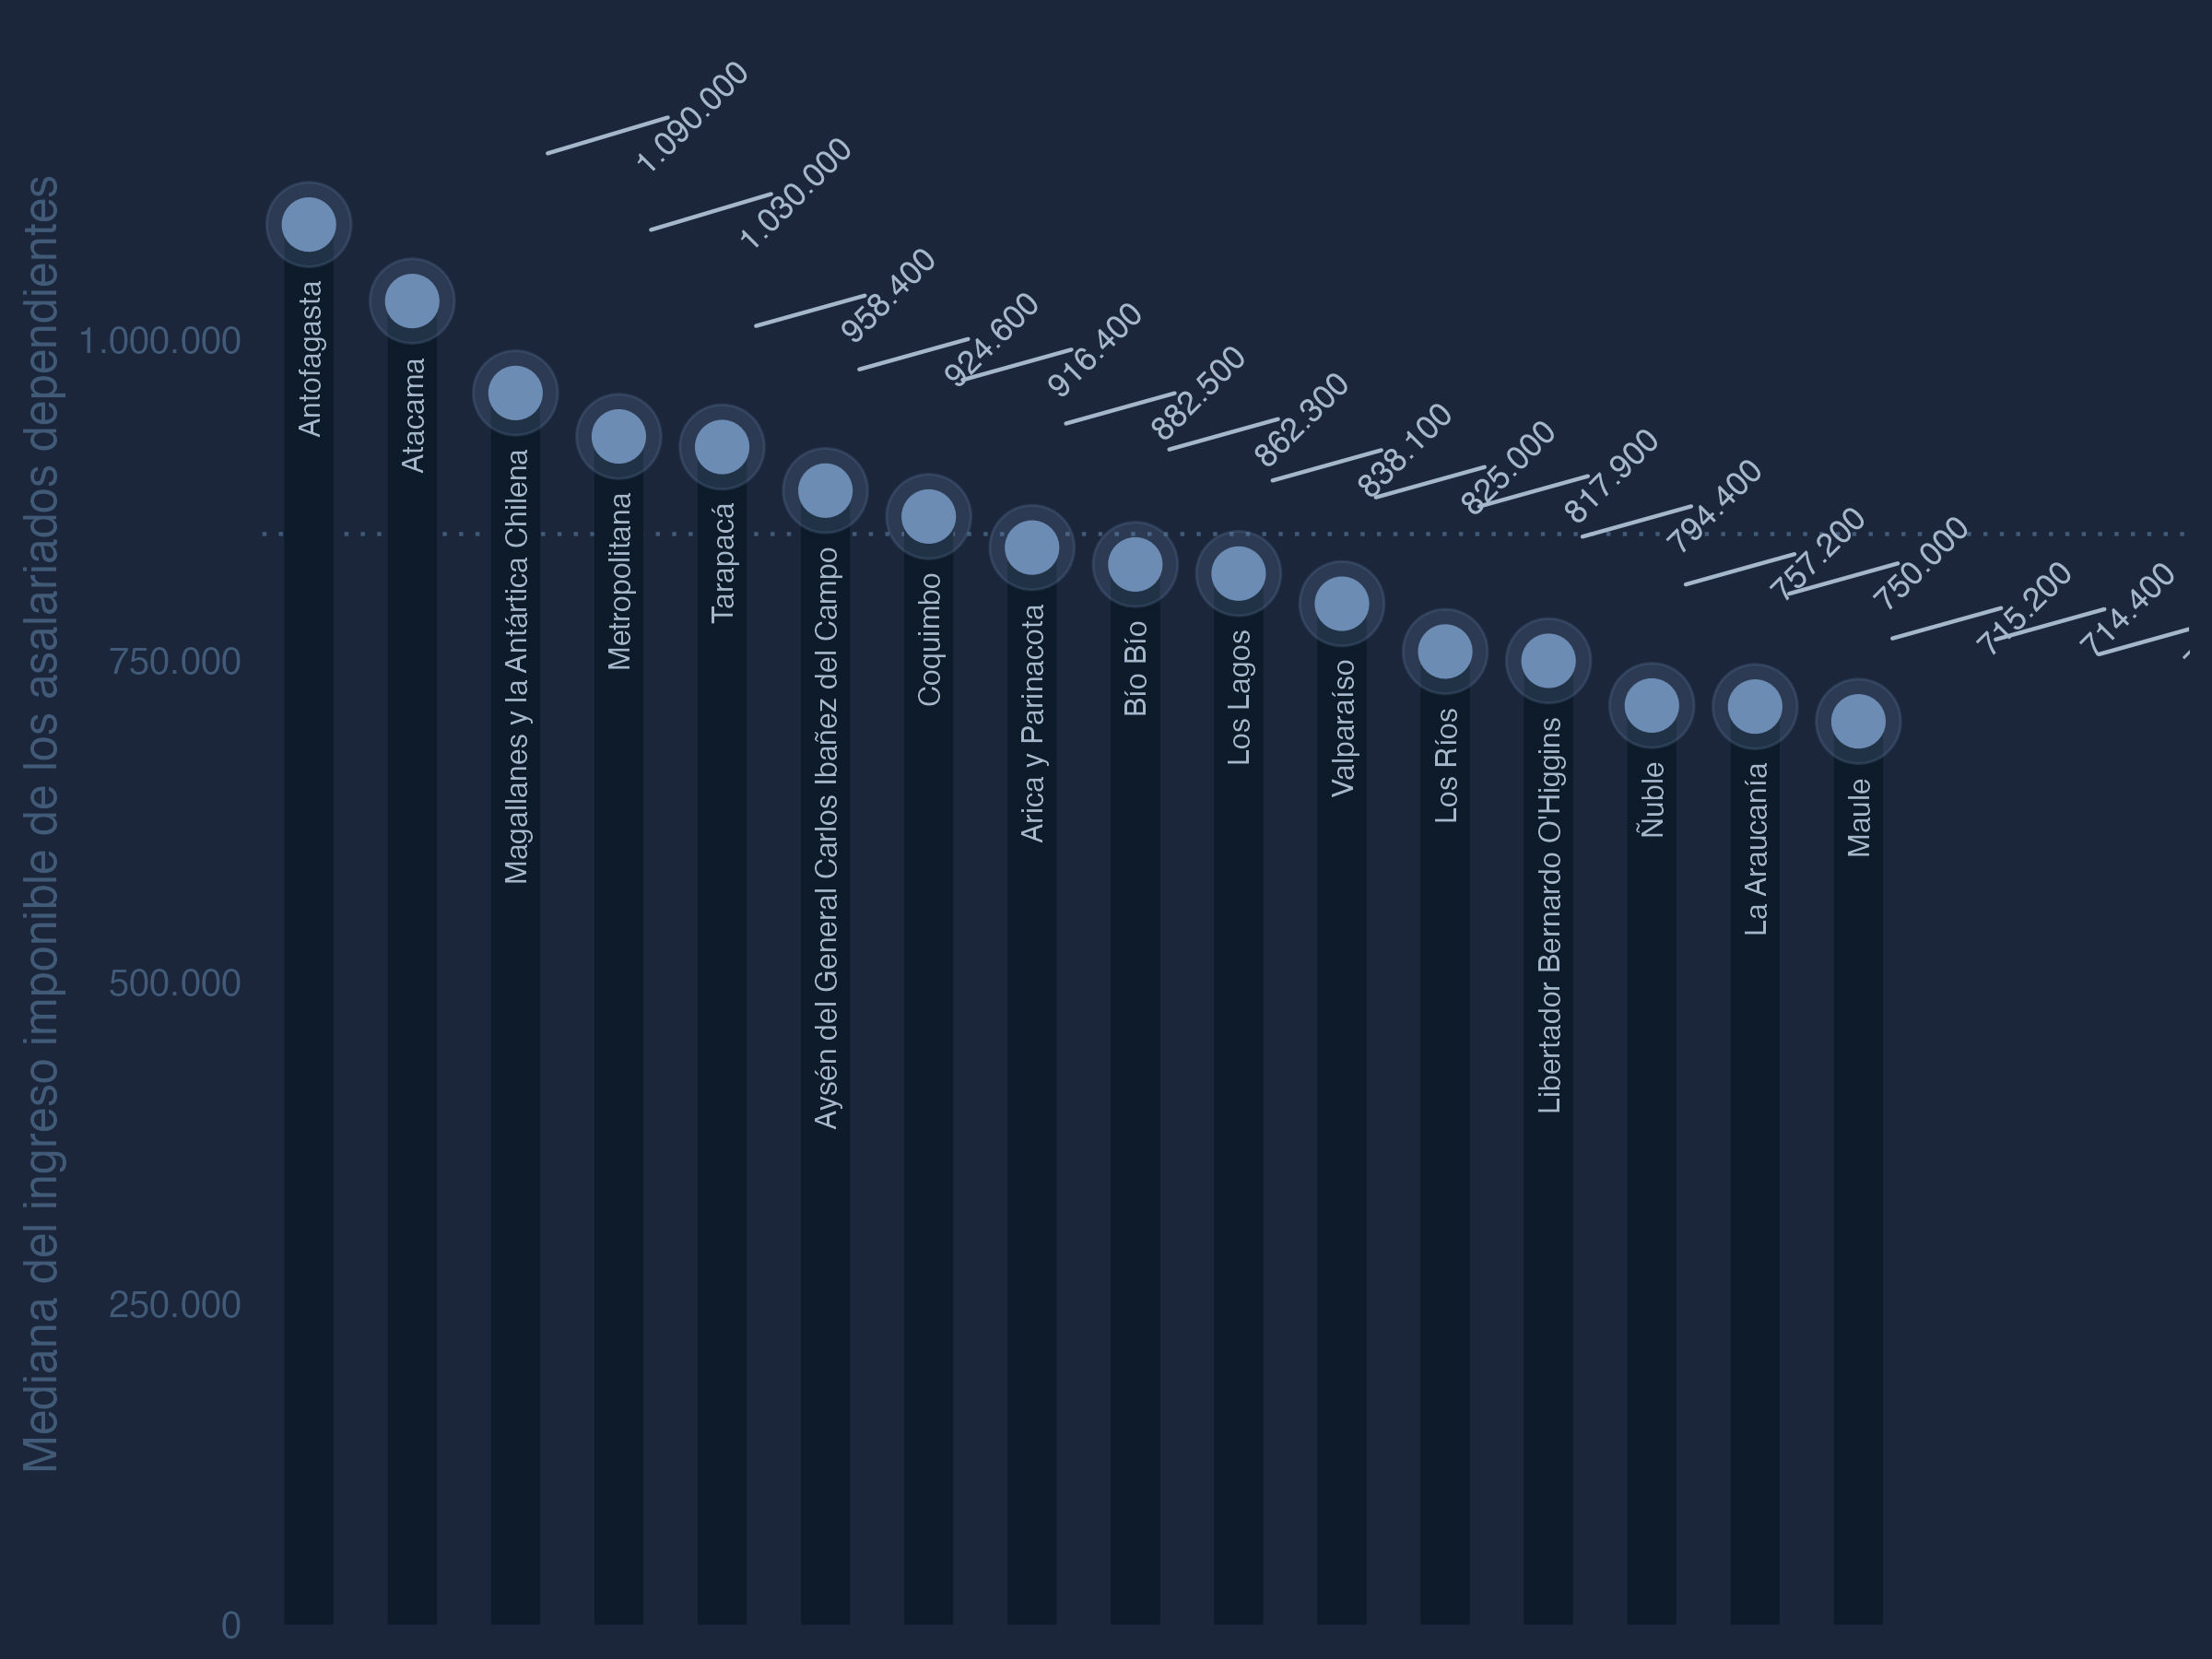 Mediana del ingreso imponible de los asalariados dependientes
1.000.000
750.000
500.000
250.000
0
1.090.000
1.030.000
958.400
924.600
916.400
882.500
862.300
838.100
825.000
817.900
794.400
757.200
750.000
715.200
714.400
Antofagasta
Atacama
Magallanes y la Antártica Chilena
Metropolitana
Tarapacá
Aysén del General Carlos Ibañez del Campo
Coquimbo
Arica y Parinacota
Bío Bío
Los Lagos
Valparaíso
Los Ríos
Libertador Bernardo O'Higgins
Ñuble
La Araucanía
Maule